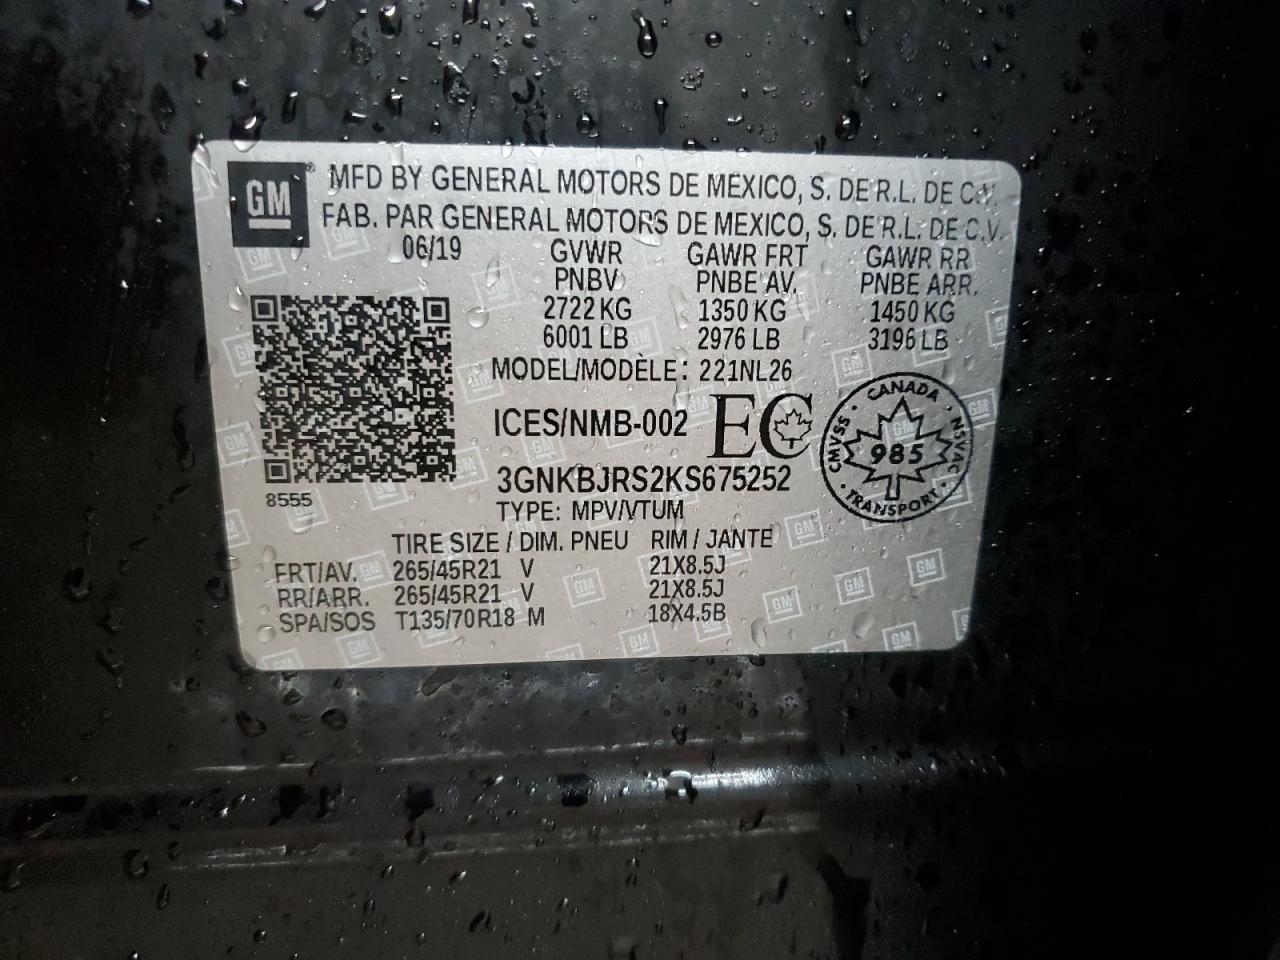 GM ® MFD BY GENERAL MOTORS DE MEXICO, S. DE R.L. DE C.V.
FAB. PAR GENERAL MOTORS DE MEXICO, S. DE R.L. DE C.V.
06/19 GVWR GAWR FRT GAWR RR
PNBV PNBE AV. PNBE ARR.
2722 KG 1350 KG 1450 KG
6001 LB 2976 LB 3196 LB
MODEL/MODÈLE: 221NL26
ICES/NMB-002 EC
CANADA
CMVSS · NSVAC
985
TRANSPORT
3GNKBJRS2KS675252
8555
TYPE: MPV/VTUM
TIRE SIZE / DIM. PNEU RIM / JANTE
FRT/AV. 265/45R21 V 21X8.5J
RR/ARR. 265/45R21 V 21X8.5J
SPA/SOS T135/70R18 M 18X4.5B